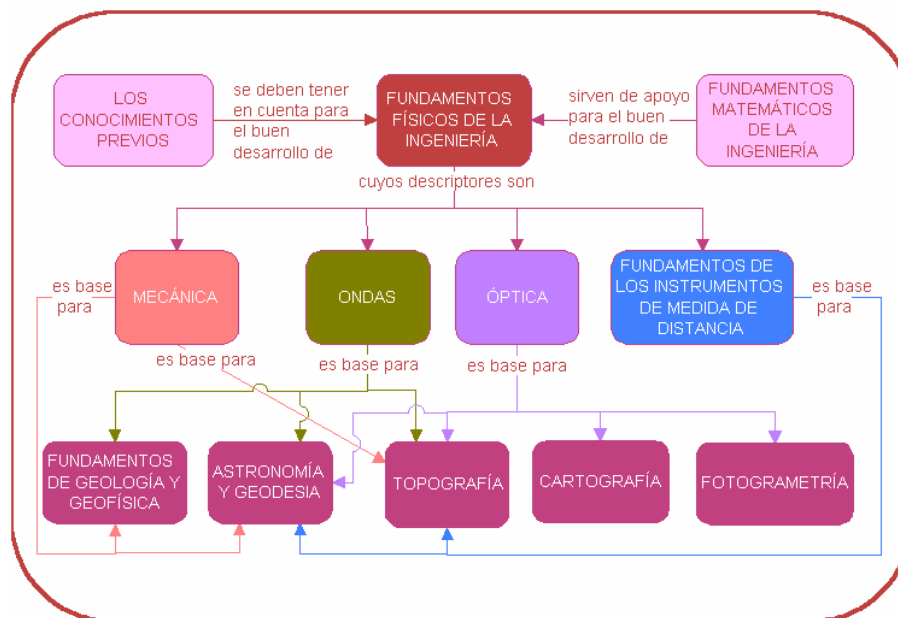 LOS
CONOCIMIENTOS
PREVIOS
se deben tener
en cuenta para
el buen
desarrollo de
FUNDAMENTOS
FÍSICOS DE LA
INGENIERÍA
sirven de apoyo
para el buen
desarrollo de
FUNDAMENTOS
MATEMÁTICOS
DE LA
INGENIERÍA
cuyos descriptores son
es base
para
MECÁNICA
ONDAS
ÓPTICA
FUNDAMENTOS DE
LOS INSTRUMENTOS
DE MEDIDA DE
DISTANCIA
es base
para
es base para
es base para
es base para
FUNDAMENTOS
DE GEOLOGÍA Y
GEOFÍSICA
ASTRONOMÍA
Y GEODESIA
TOPOGRAFÍA
CARTOGRAFÍA
FOTOGRAMETRÍA